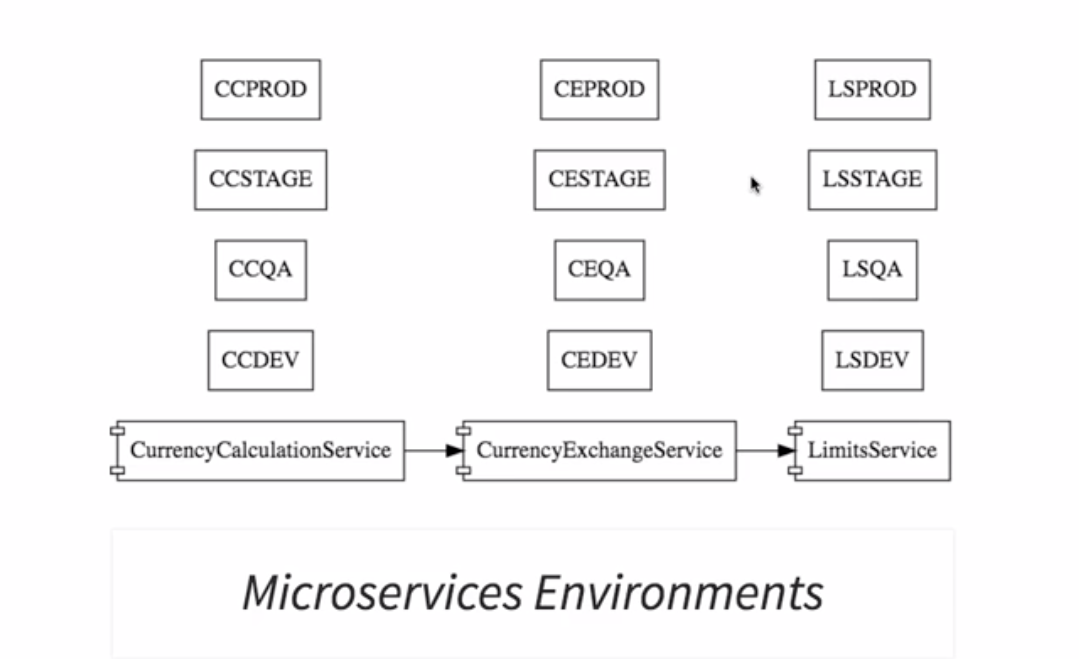 CCPROD CEPROD LSPROD
CCSTAGE CESTAGE LSSTAGE
CCQA CEQA LSQA
CCDEV CEDEV LSDEV
CurrencyCalculationService CurrencyExchangeService LimitsService
Microservices Environments